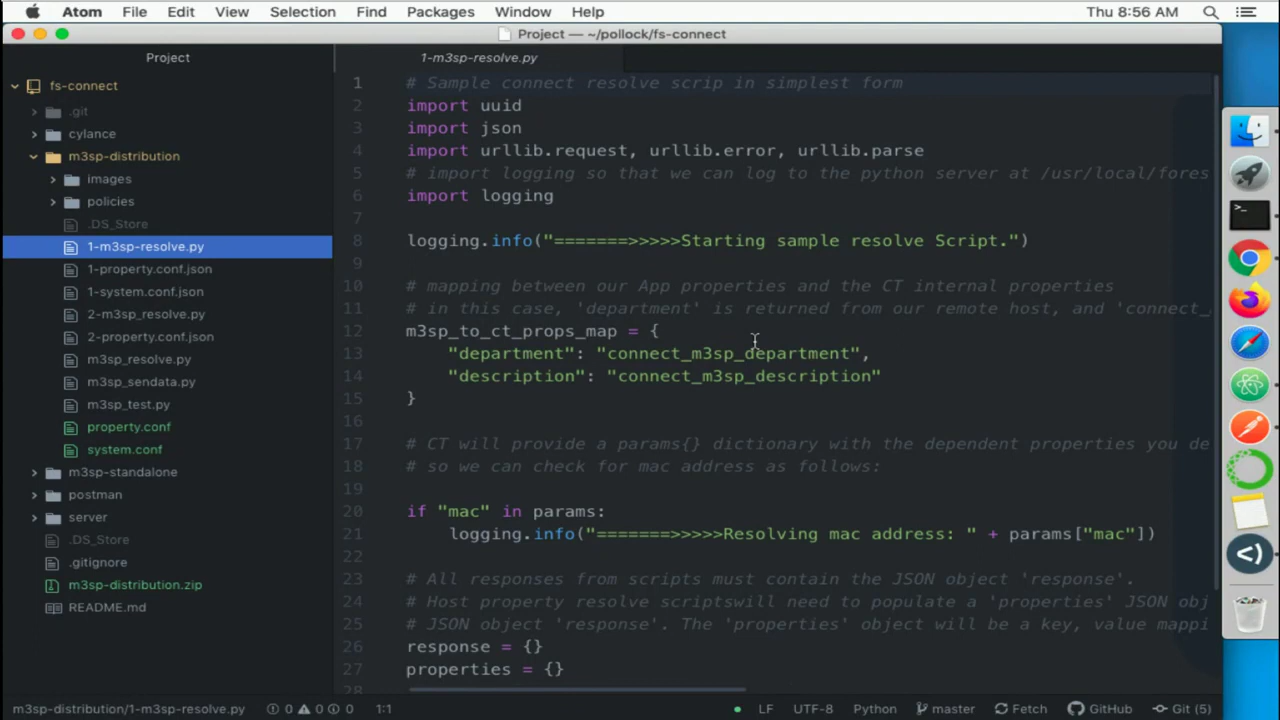 Atom File Edit View Selection Find Packages Window Help Thu 8:56 AM
Project — ~/pollock/fs-connect
Project
1-m3sp-resolve.py
fs-connect
.git
cylance
m3sp-distribution
images
policies
.DS_Store
1-m3sp-resolve.py
1-property.conf.json
1-system.conf.json
2-m3sp_resolve.py
2-property.conf.json
m3sp_resolve.py
m3sp_sendata.py
m3sp_test.py
property.conf
system.conf
m3sp-standalone
postman
server
.DS_Store
.gitignore
m3sp-distribution.zip
README.md
1 # Sample connect resolve scrip in simplest form
2 import uuid
3 import json
4 import urllib.request, urllib.error, urllib.parse
5 # import logging so that we can log to the python server at /usr/local/fores
6 import logging
7
8 logging.info("=======>>>>>Starting sample resolve Script.")
9
10 # mapping between our App properties and the CT internal properties
11 # in this case, 'department' is returned from our remote host, and 'connect_
12 m3sp_to_ct_props_map = {
13 "department": "connect_m3sp_department",
14 "description": "connect_m3sp_description"
15 }
16
17 # CT will provide a params{} dictionary with the dependent properties you de
18 # so we can check for mac address as follows:
19
20 if "mac" in params:
21 logging.info("=======>>>>>Resolving mac address: " + params["mac"])
22
23 # All responses from scripts must contain the JSON object 'response'.
24 # Host property resolve scriptswill need to populate a 'properties' JSON obj
25 # JSON object 'response'. The 'properties' object will be a key, value mappi
26 response = {}
27 properties = {}
28
m3sp-distribution/1-m3sp-resolve.py 0 0 0 1:1 LF UTF-8 Python master Fetch GitHub Git (5)